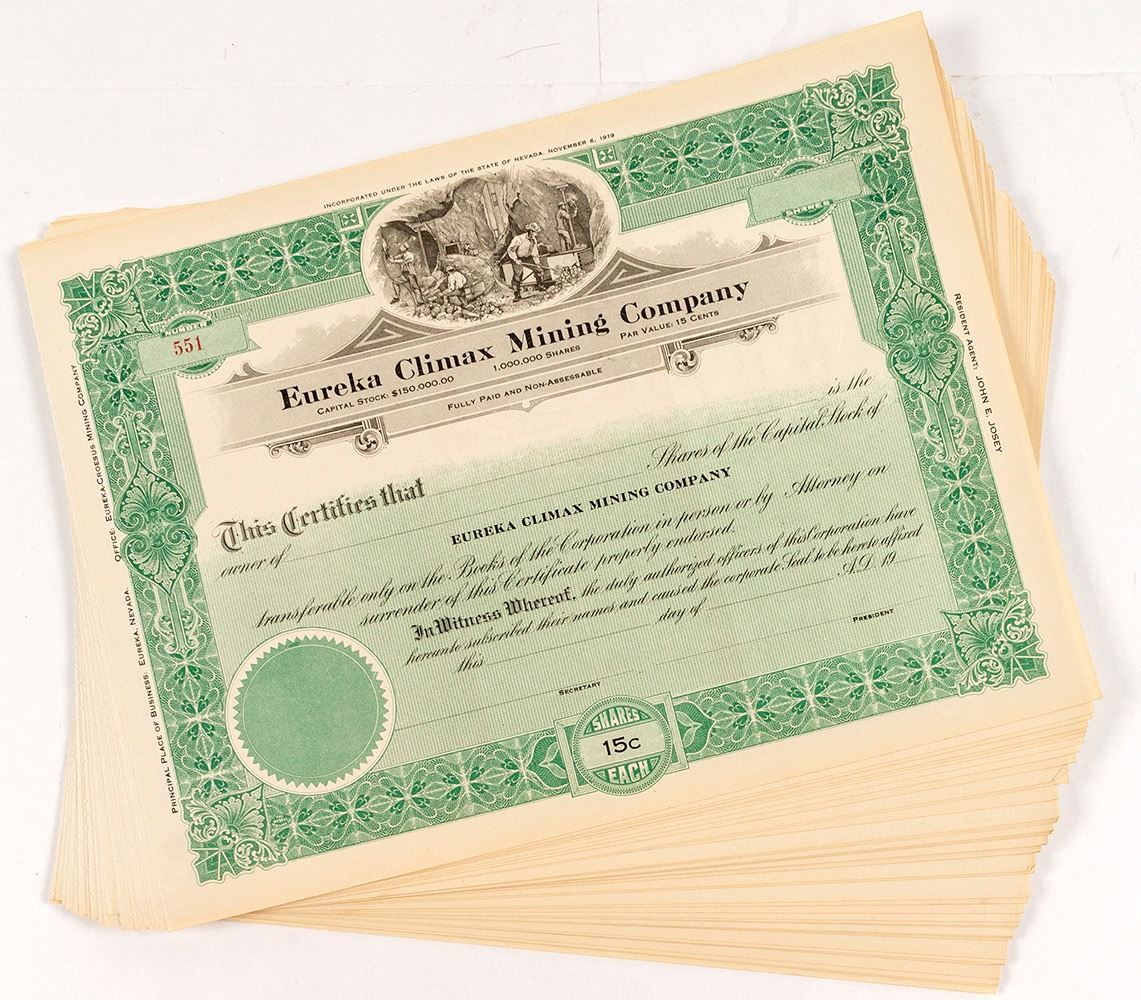 INCORPORATED UNDER THE LAWS OF THE STATE OF NEVADA, NOVEMBER 6, 1919
NUMBER
551
SHARES
Eureka Climax Mining Company
CAPITAL STOCK: $150,000.00 1,000,000 SHARES PAR VALUE: 15 CENTS
FULLY PAID AND NON-ASSESSABLE
This Certifies that is the
owner of Shares of the Capital Stock of
EUREKA CLIMAX MINING COMPANY
transferable only on the Books of the Corporation in person or by Attorney on
surrender of this Certificate properly endorsed.
In Witness Whereof, the duly authorized officers of this Corporation have
hereunto subscribed their names and caused the corporate Seal to be hereto affixed
this day of A.D. 19
SECRETARY
PRESIDENT
SHARES
15c
EACH
PRINCIPAL PLACE OF BUSINESS: EUREKA, NEVADA. OFFICE: EUREKA-CROESUS MINING COMPANY
RESIDENT AGENT: JOHN E. JOSEY